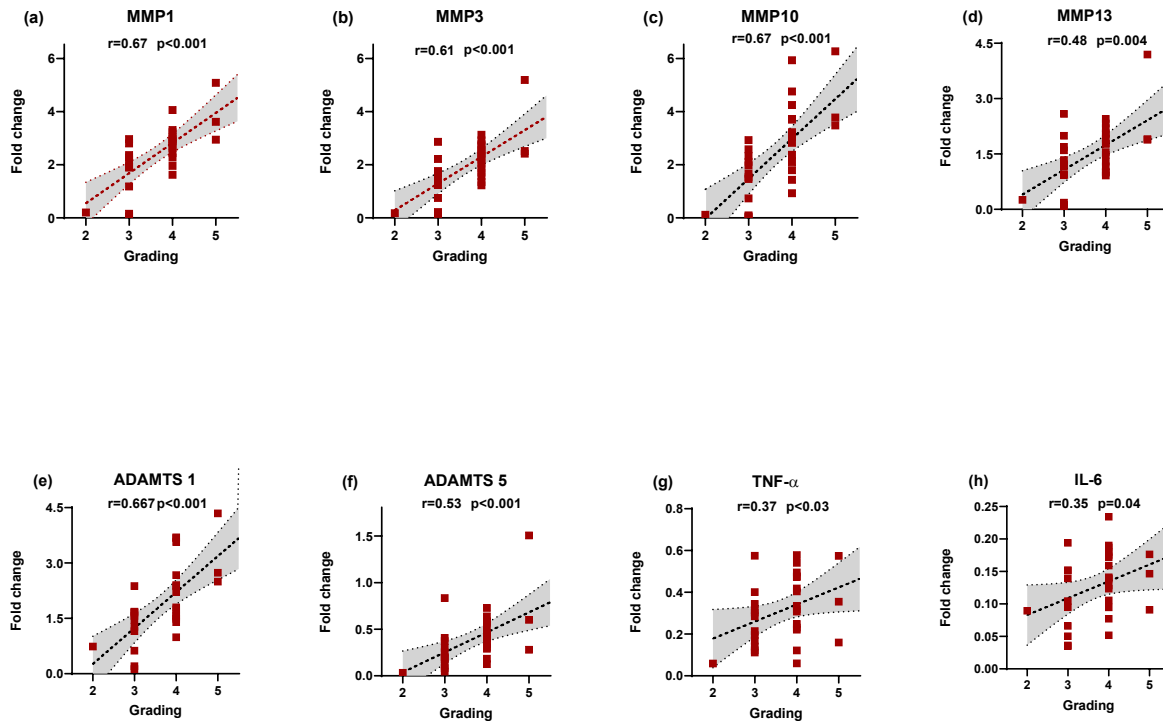 (a) MMP1
r=0.67 p<0.001
Fold change
6
4
2
0
2 3 4 5
Grading
(b) MMP3
r=0.61 p<0.001
Fold change
6
4
2
0
2 3 4 5
Grading
(c) MMP10
r=0.67 p<0.001
Fold change
6
4
2
0
2 3 4 5
Grading
(d) MMP13
r=0.48 p=0.004
Fold change
4.5
3.0
1.5
0.0
2 3 4 5
Grading
(e) ADAMTS 1
r=0.667 p<0.001
Fold change
4.5
3.0
1.5
0.0
2 3 4 5
Grading
(f) ADAMTS 5
r=0.53 p<0.001
Fold change
1.5
1.0
0.5
0.0
2 3 4 5
Grading
(g) TNF-α
r=0.37 p<0.03
Fold change
0.8
0.6
0.4
0.2
0.0
2 3 4 5
Grading
(h) IL-6
r=0.35 p=0.04
Fold change
0.25
0.20
0.15
0.10
0.05
0.00
2 3 4 5
Grading